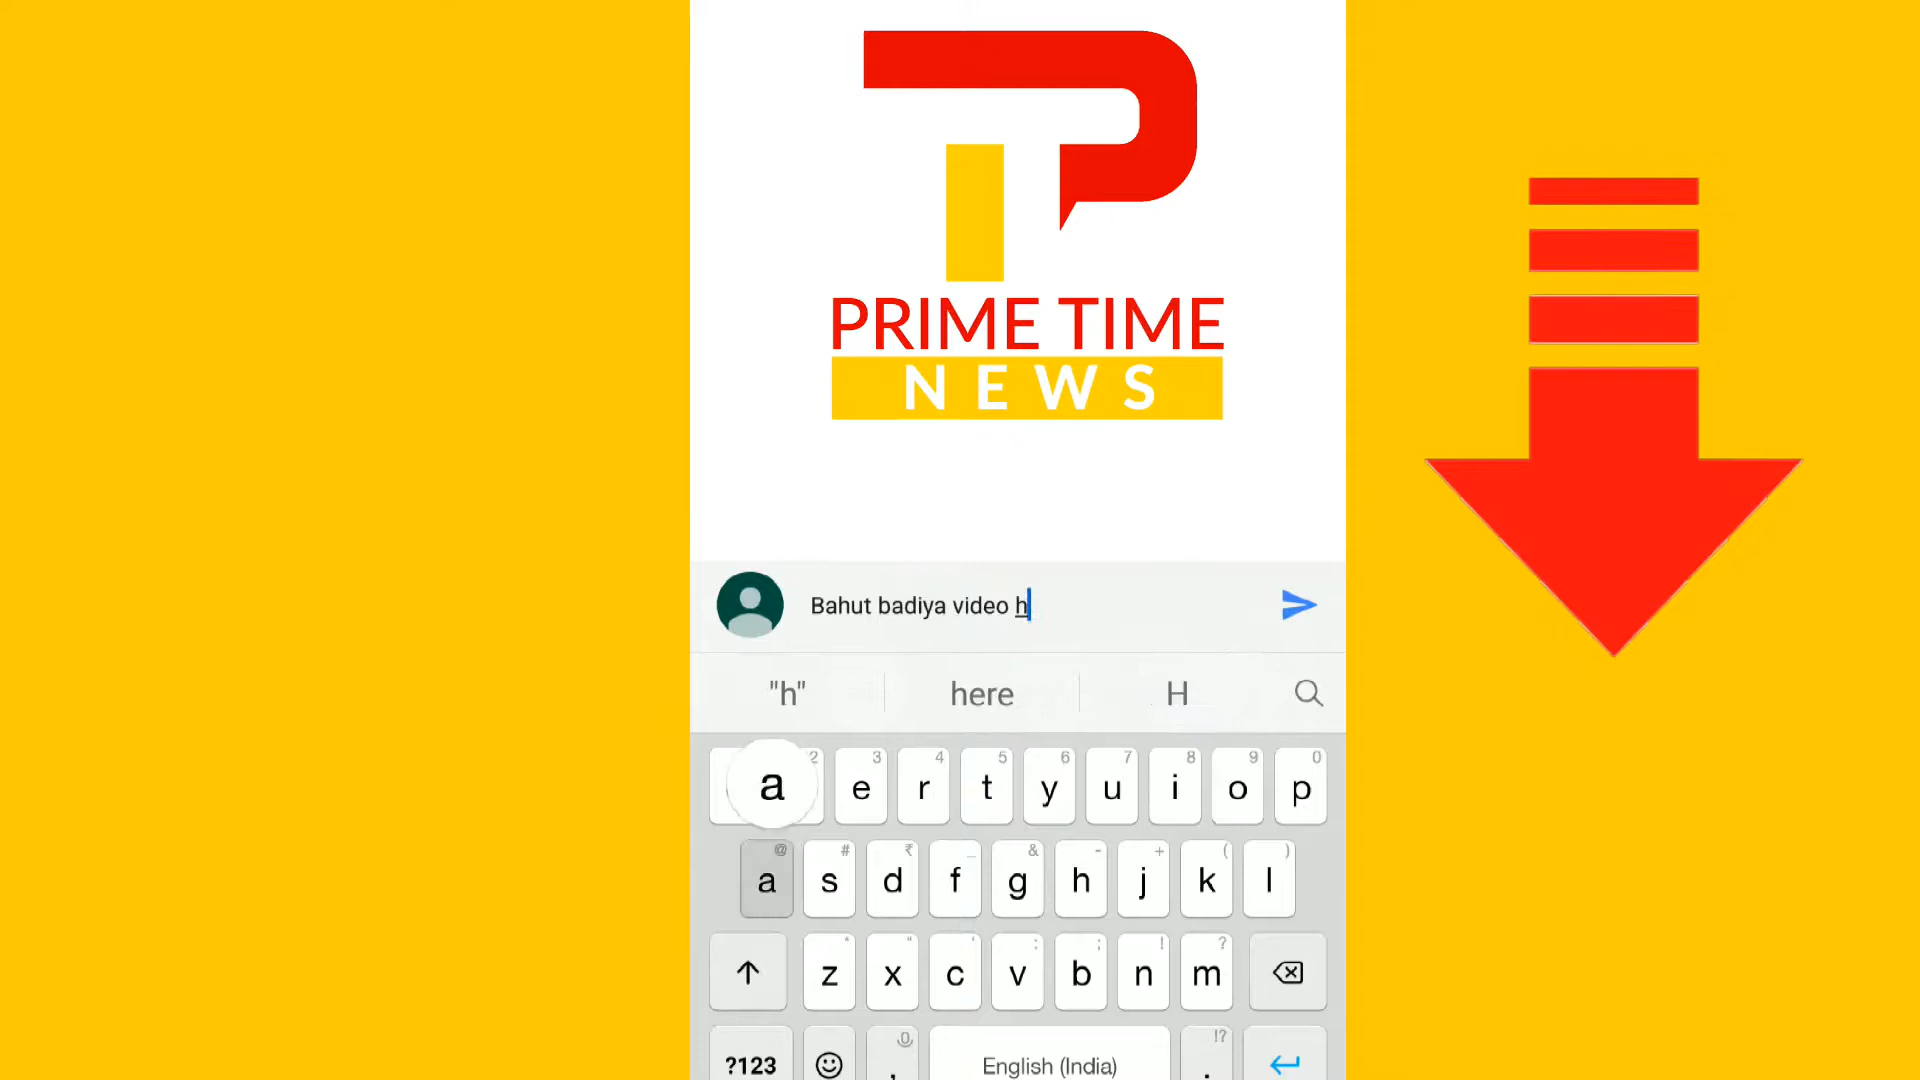 PRIME TIME
NEWS
Bahut badiya video h
"h" here H
a 2 e 3 r 4 t 5 y 6 u 7 i 8 o 9 p 0
a @ s # d ₹ f _ g & h - j + k ( l )
z * x " c ' v : b ; n ! m ?
?123 , English (India) . !?